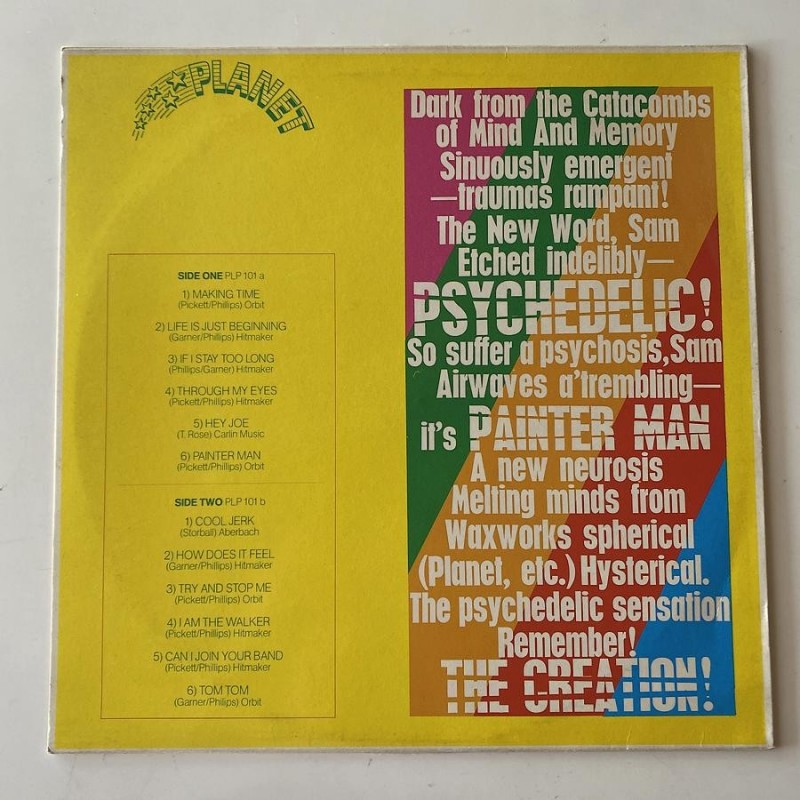 PLANET
SIDE ONE PLP 101 a
1) MAKING TIME
(Pickett/Phillips) Orbit
2) LIFE IS JUST BEGINNING
(Garner/Phillips) Hitmaker
3) IF I STAY TOO LONG
(Phillips/Garner) Hitmaker
4) THROUGH MY EYES
(Pickett/Phillips) Hitmaker
5) HEY JOE
(T. Rose) Carlin Music
6) PAINTER MAN
(Pickett/Phillips) Orbit
SIDE TWO PLP 101 b
1) COOL JERK
(Storball) Aberbach
2) HOW DOES IT FEEL
(Garner/Phillips) Hitmaker
3) TRY AND STOP ME
(Pickett/Phillips) Orbit
4) I AM THE WALKER
(Pickett/Phillips) Hitmaker
5) CAN I JOIN YOUR BAND
(Pickett/Phillips) Hitmaker
6) TOM TOM
(Garner/Philips) Orbit
Dark from the Catacombs
of Mind And Memory
Sinuously emergent
—traumas rampant!
The New Word, Sam
Etched indelibly—
PSYCHEDELIC!
So suffer a psychosis, Sam
Airwaves a'trembling—
it's PAINTER MAN
A new neurosis
Melting minds from
Waxworks spherical
(Planet, etc.) Hysterical.
The psychedelic sensation
Remember!
THE CREATION!